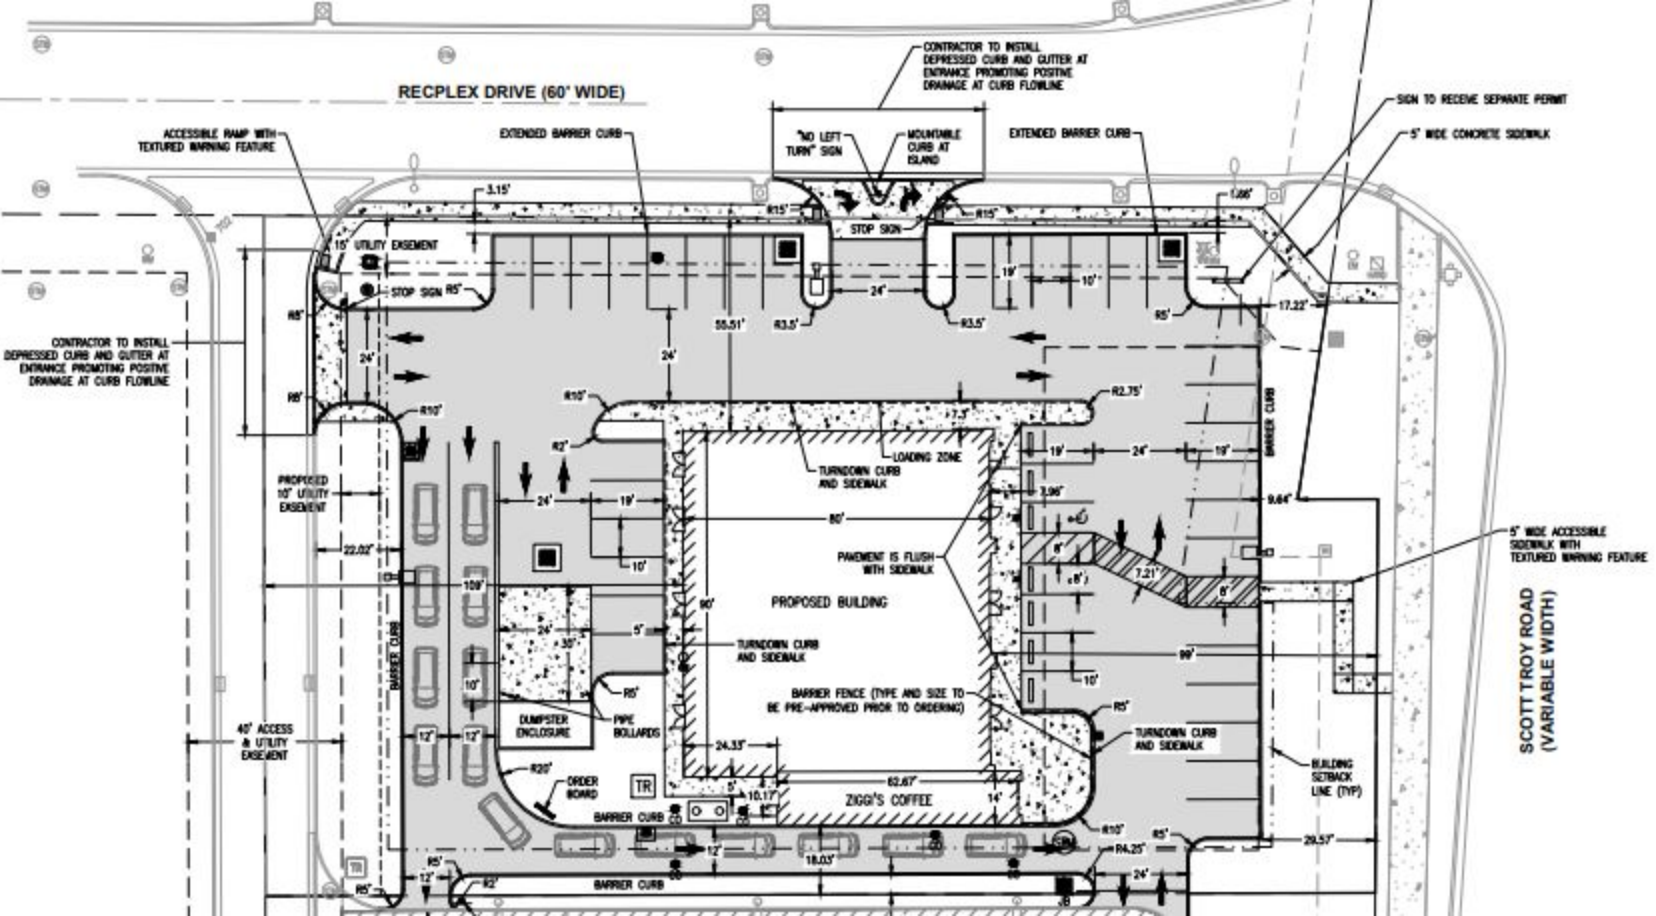 RECPLEX DRIVE (60' WIDE)
CONTRACTOR TO INSTALL
DEPRESSED CURB AND GUTTER AT
ENTRANCE PROMOTING POSITIVE
DRAINAGE AT CURB FLOWLINE
SIGN TO RECEIVE SEPARATE PERMIT
5' WIDE CONCRETE SIDEWALK
ACCESSIBLE RAMP WITH
TEXTURED WARNING FEATURE
EXTENDED BARRIER CURB
"NO LEFT
TURN" SIGN
MOUNTABLE
CURB AT
ISLAND
EXTENDED BARRIER CURB
3.15'
R15'
R15'
STOP SIGN
15' UTILITY EASEMENT
STOP SIGN
R5'
24'
R3.5'
R3.5'
19'
10'
R5'
17.22'
55.51'
24'
24'
CONTRACTOR TO INSTALL
DEPRESSED CURB AND GUTTER AT
ENTRANCE PROMOTING POSITIVE
DRAINAGE AT CURB FLOWLINE
R10'
R10'
R2'
R2.75'
7.3'
LOADING ZONE
TURNDOWN CURB
AND SIDEWALK
BARRIER CURB
19'
24'
19'
PROPOSED
10' UTILITY
EASEMENT
24'
19'
80'
7.96'
9.64'
22.02'
10'
PAVEMENT IS FLUSH
WITH SIDEWALK
8'
7.21'
8'
5' WIDE ACCESSIBLE
SIDEWALK WITH
TEXTURED WARNING FEATURE
109'
90'
PROPOSED BUILDING
24'
5'
35'
TURNDOWN CURB
AND SIDEWALK
99'
BARRIER CURB
10'
R5'
BARRIER FENCE (TYPE AND SIZE TO
BE PRE-APPROVED PRIOR TO ORDERING)
10'
R5'
SCOTT TROY ROAD
(VARIABLE WIDTH)
40' ACCESS
& UTILITY
EASEMENT
12'
12'
DUMPSTER
ENCLOSURE
PIPE
BOLLARDS
24.33'
TURNDOWN CURB
AND SIDEWALK
BUILDING
SETBACK
LINE (TYP)
R20'
ORDER
BOARD
TR
5'
10.17'
62.67'
ZIGGI'S COFFEE
14'
BARRIER CURB
R10'
R5'
29.57'
12'
18.03'
R4.25'
TR
R5'
R5'
12'
R2'
BARRIER CURB
24'